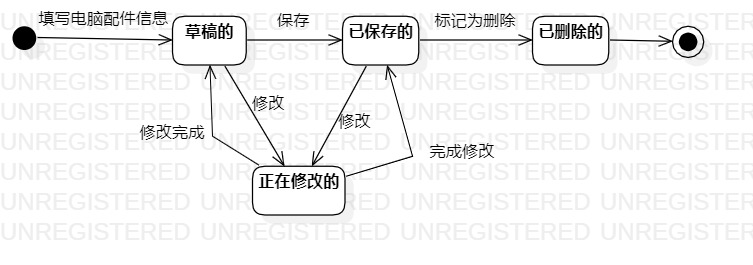 填写电脑配件信息
保存
标记为删除
草稿的
已保存的
已删除的
修改
修改
修改完成
完成修改
正在修改的
UNREGISTERED UNREGISTERED UNREGISTERED UNREGISTERED
UNREGISTERED UNREGISTERED UNREGISTERED UNREGISTERED
UNREGISTERED UNREGISTERED UNREGISTERED UNREGISTERED
UNREGISTERED UNREGISTERED UNREGISTERED UNREGISTERED
UNREGISTERED UNREGISTERED UNREGISTERED UNREGISTERED
UNREGISTERED UNREGISTERED UNREGISTERED UNREGISTERED
UNREGISTERED UNREGISTERED UNREGISTERED UNREGISTERED
UNREGISTERED UNREGISTERED UNREGISTERED UNREGISTERED